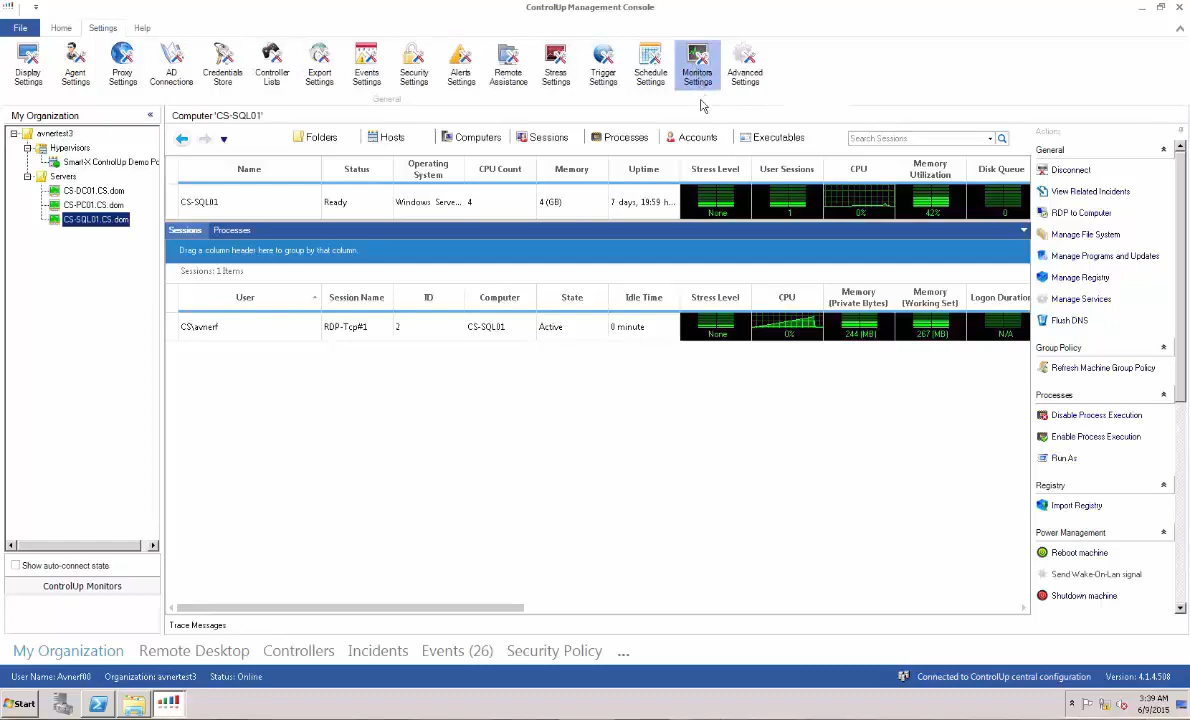 ControlUp Management Console
File Home Settings Help
Display Settings
Agent Settings
Proxy Settings
AD Connections
Credentials Store
Controller Lists
Export Settings
Events Settings
Security Settings
Alerts Settings
Remote Assistance
Stress Settings
Trigger Settings
Schedule Settings
Monitors Settings
Advanced Settings
General
My Organization «
avnertest3
Hypervisors
Smart-X ControlUp Demo Po
Servers
CS-DC01.CS.dom
CS-PC01.CS.dom
CS-SQL01.CS.dom
Show auto-connect state
ControlUp Monitors
Computer 'CS-SQL01'
Folders Hosts Computers Sessions Processes Accounts Executables
Search Sessions
Name Status Operating System CPU Count Memory Uptime Stress Level User Sessions CPU Memory Utilization Disk Queue
CS-SQL01 Ready Windows Serve... 4 4 (GB) 7 days, 19:59 h... None 1 0% 42% 0
Sessions Processes
Drag a column header here to group by that column.
Sessions: 1 Items
User Session Name ID Computer State Idle Time Stress Level CPU Memory (Private Bytes) Memory (Working Set) Logon Duration
CS\avnerf RDP-Tcp#1 2 CS-SQL01 Active 0 minute None 0% 244 (MB) 267 (MB) N/A
Trace Messages
Actions
General
Disconnect
View Related Incidents
RDP to Computer
Manage File System
Manage Programs and Updates
Manage Registry
Manage Services
Flush DNS
Group Policy
Refresh Machine Group Policy
Processes
Disable Process Execution
Enable Process Execution
Run As
Registry
Import Registry
Power Management
Reboot machine
Send Wake-On-Lan signal
Shutdown machine
My Organization Remote Desktop Controllers Incidents Events (26) Security Policy ...
User Name: Avnerf00 Organization: avnertest3 Status: Online Connected to ControlUp central configuration Version: 4.1.4.508
Start
3:39 AM
6/9/2015